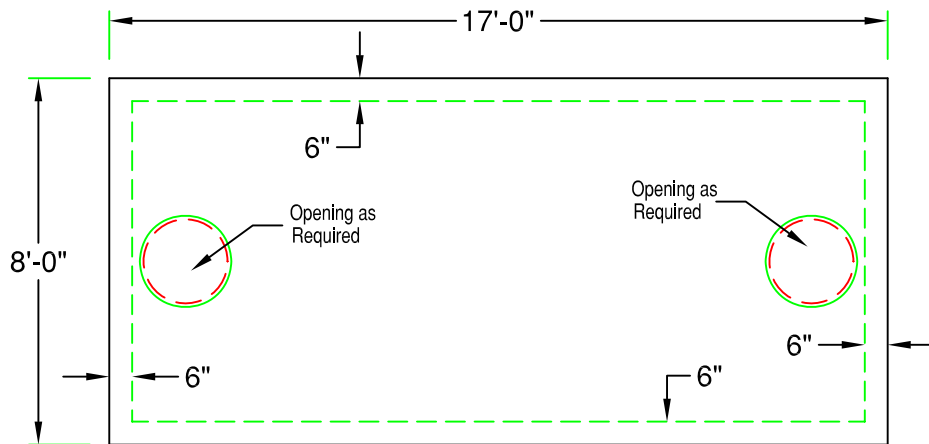 17'-0"
6"
Opening as
Required
Opening as
Required
8'-0"
6"
6"
6"